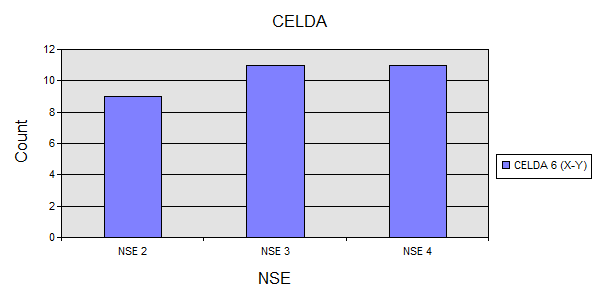 CELDA
12
10
8
6
4
2
0
Count
NSE 2
NSE 3
NSE 4
NSE
CELDA 6 (X-Y)